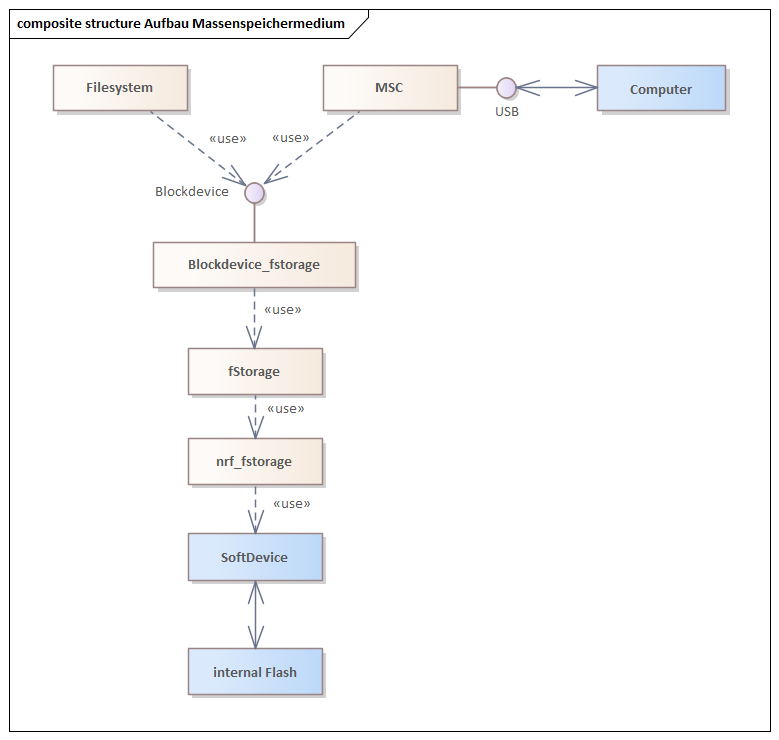 composite structure Aufbau Massenspeichermedium
Filesystem
MSC
USB
Computer
«use»
«use»
Blockdevice
Blockdevice_fstorage
«use»
fStorage
«use»
nrf_fstorage
«use»
SoftDevice
internal Flash